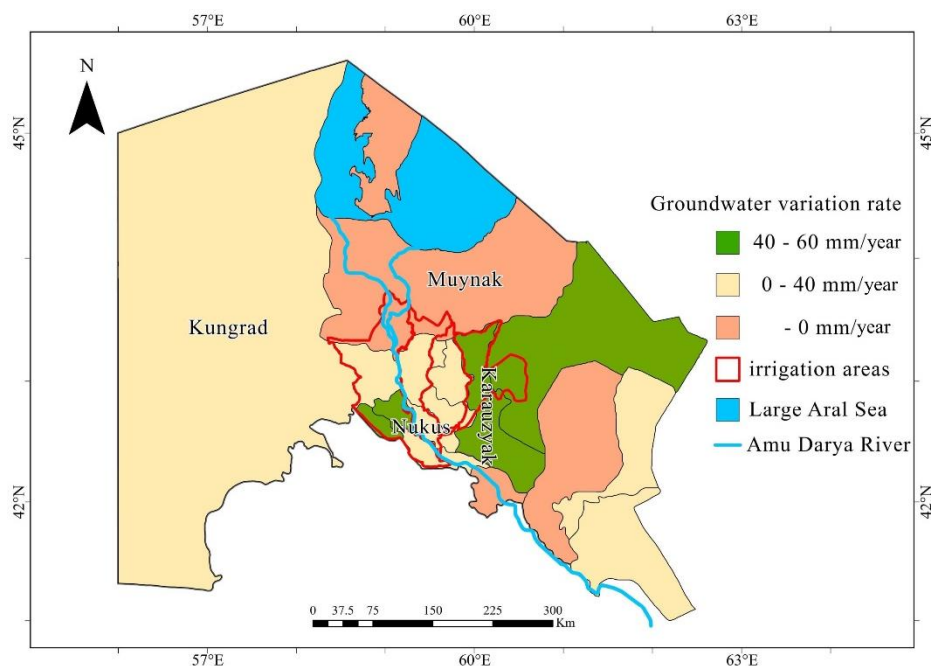 57°E 60°E 63°E
N
45°N 45°N
Groundwater variation rate
40 - 60 mm/year
0 - 40 mm/year
- 0 mm/year
irrigation areas
Large Aral Sea
Amu Darya River
Muynak
Kungrad
Karauzyak
Nukus
42°N 42°N
0 37.5 75 150 225 300
Km
57°E 60°E 63°E